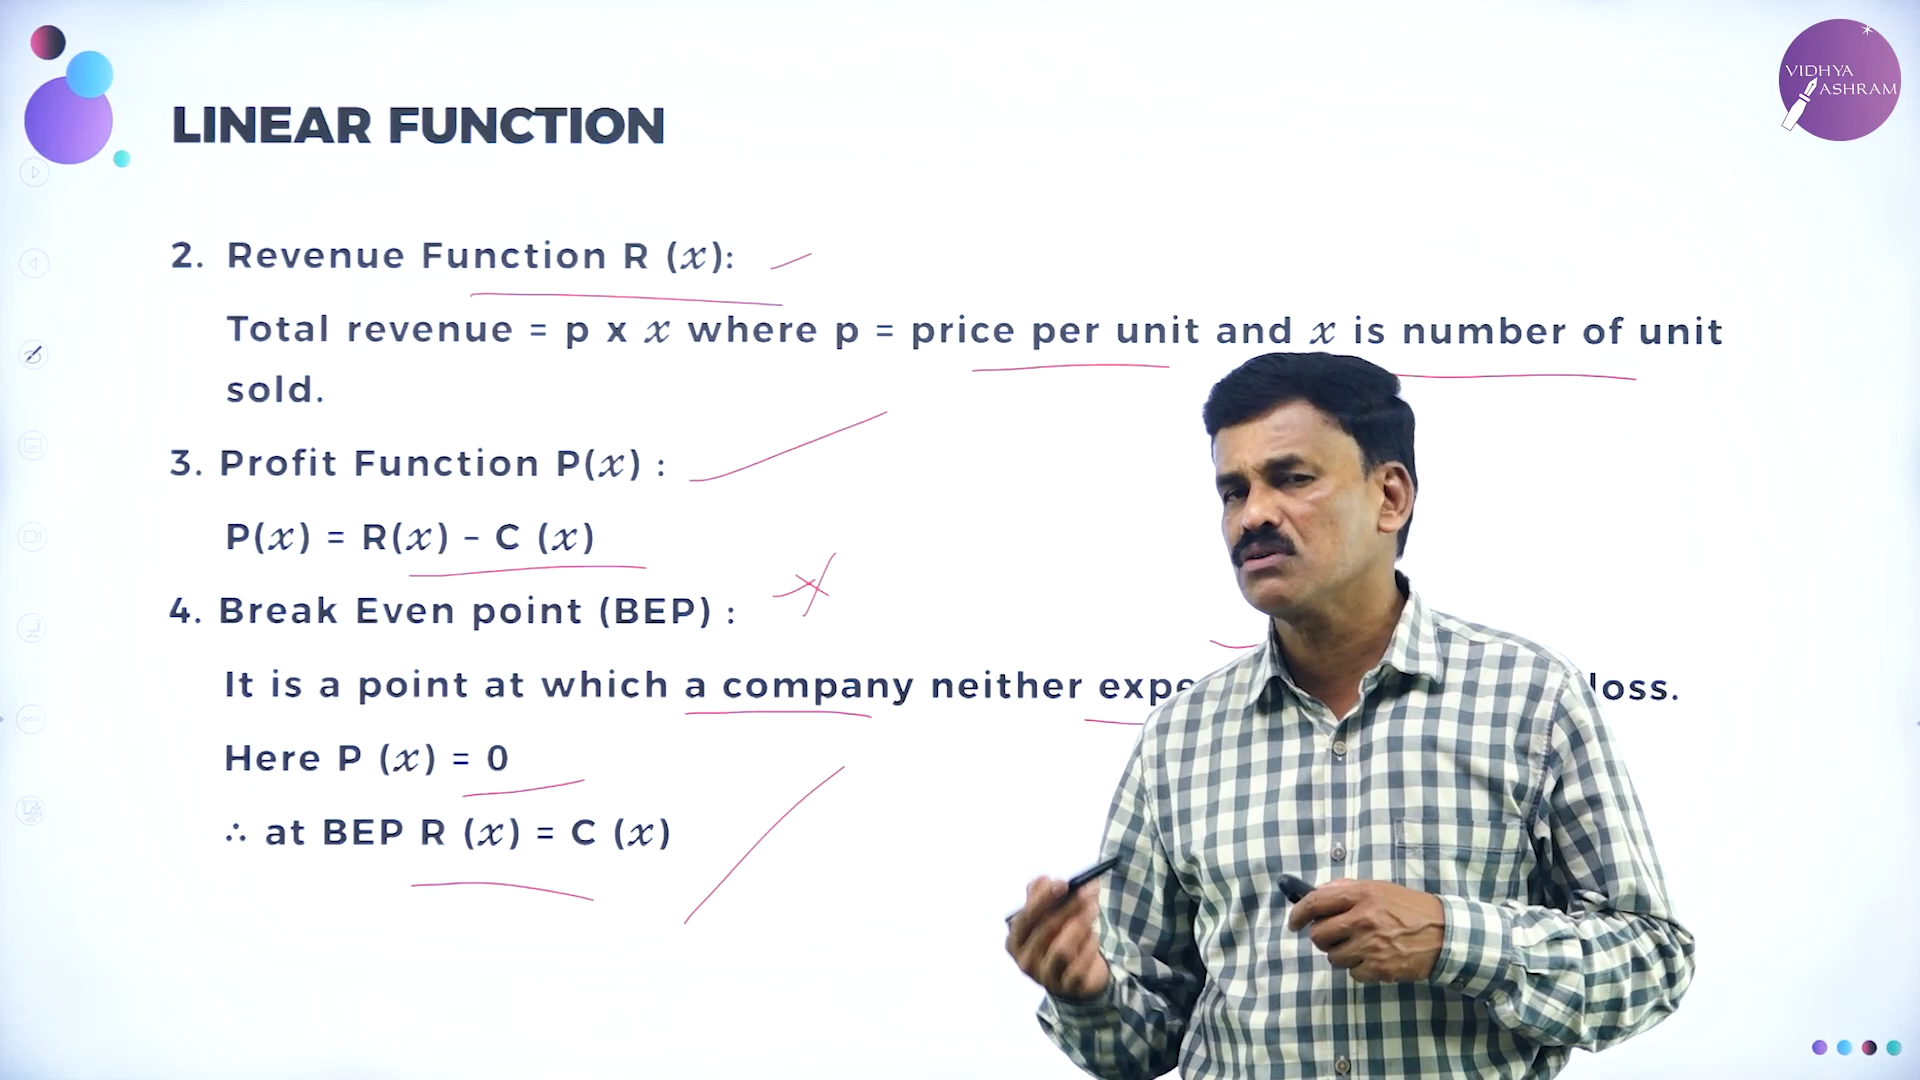 VIDHYA
ASHRAM
LINEAR FUNCTION
2. Revenue Function R (x):
Total revenue = p x x where p = price per unit and x is number of unit
sold.
3. Profit Function P(x) :
P(x) = R(x) – C (x)
4. Break Even point (BEP) :
It is a point at which a company neither loss.
Here P (x) = 0
∴ at BEP R (x) = C (x)